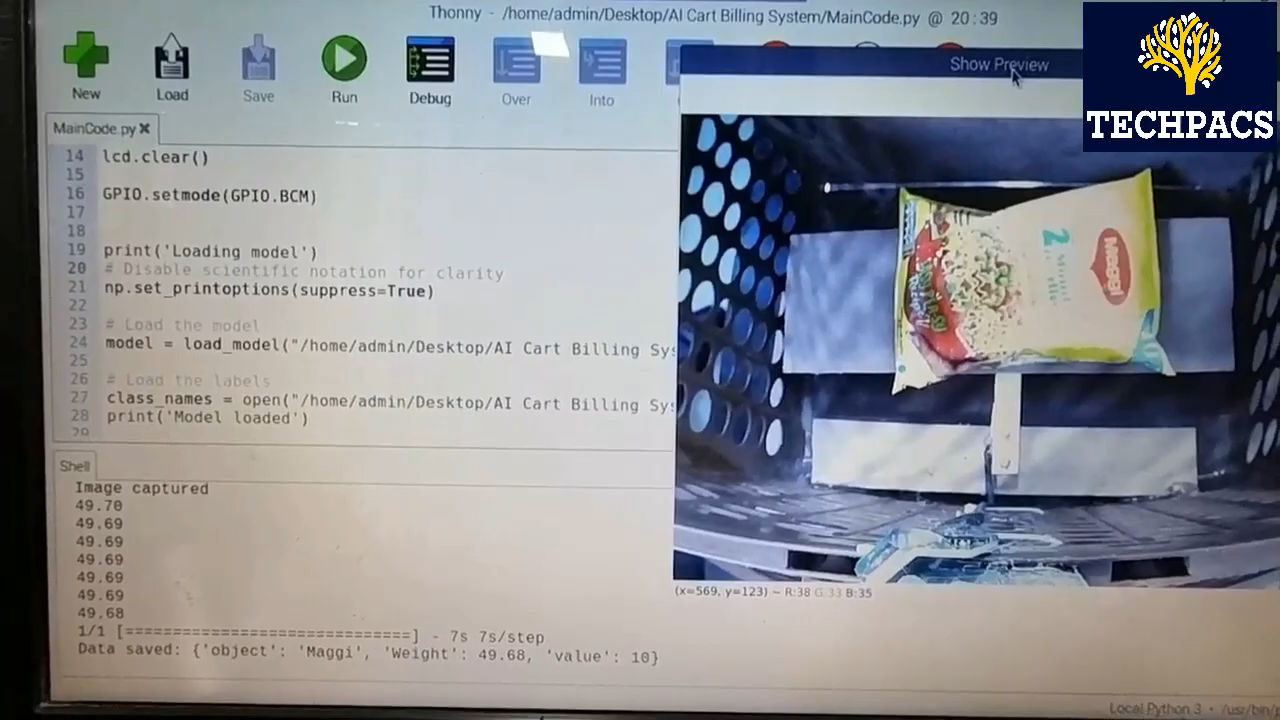 Thonny - /home/admin/Desktop/AI Cart Billing System/MainCode.py @ 20:39
New
Load
Save
Run
Debug
Over
Into
Show Preview
TECHPACS
MainCode.py ✖
14 lcd.clear()
15
16 GPIO.setmode(GPIO.BCM)
17
18
19 print('Loading model')
20 # Disable scientific notation for clarity
21 np.set_printoptions(suppress=True)
22
23 # Load the model
24 model = load_model("/home/admin/Desktop/AI Cart Billing Sys
25
26 # Load the labels
27 class_names = open("/home/admin/Desktop/AI Cart Billing Sys
28 print('Model loaded')
29
2
Maggi
Shell
Image captured
49.70
49.69
49.69
49.69
49.69
49.69
49.68
1/1 [==============================] - 7s 7s/step
Data saved: {'object': 'Maggi', 'Weight': 49.68, 'value': 10}
(x=569, y=123) ~ R:38 G:33 B:35
Local Python 3 • /usr/bin/